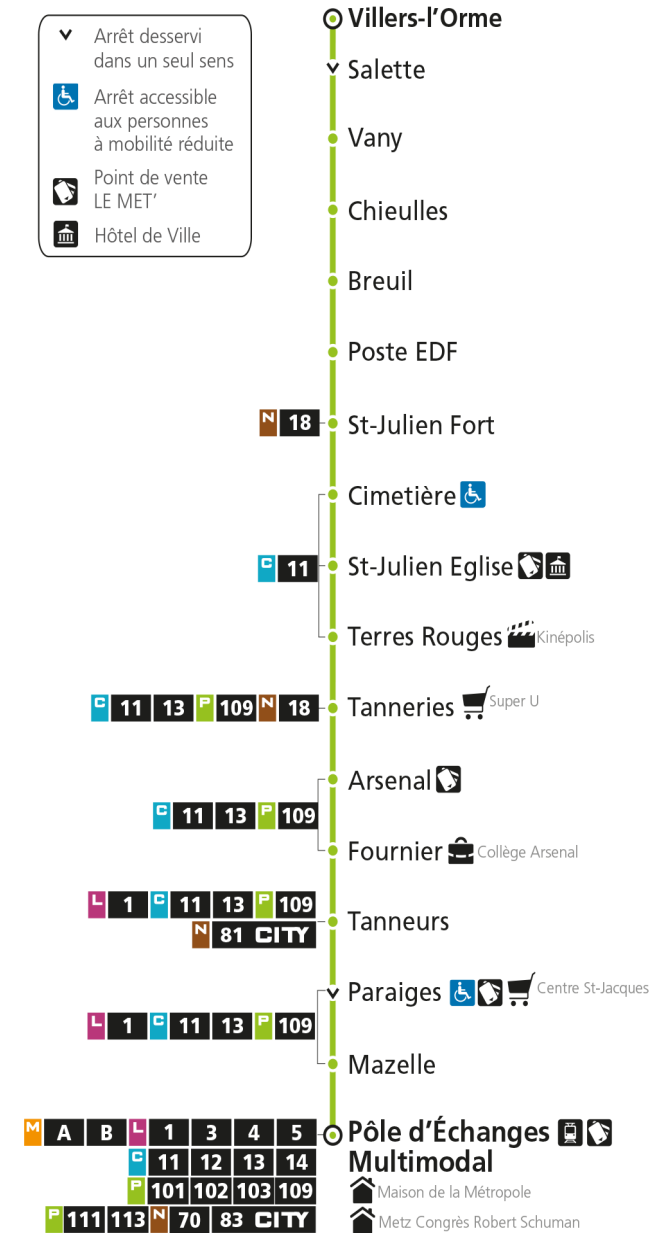 Villers-l'Orme
Arrêt desservi
dans un seul sens
Arrêt accessible
aux personnes
à mobilité réduite
Point de vente
LE MET'
Hôtel de Ville
Salette
Vany
Chieulles
Breuil
Poste EDF
N 18 St-Julien Fort
Cimetière
C 11 St-Julien Eglise
Terres Rouges Kinépolis
C 11 13 P 109 N 18 Tanneries Super U
Arsenal
C 11 13 P 109
Fournier Collège Arsenal
L 1 C 11 13 P 109
N 81 CITY
Tanneurs
Paraiges Centre St-Jacques
L 1 C 11 13 P 109
Mazelle
M A B L 1 3 4 5
C 11 12 13 14
P 101 102 103 109
P 111 113 N 70 83 CITY
Pôle d'Échanges
Multimodal
Maison de la Métropole
Metz Congrès Robert Schuman